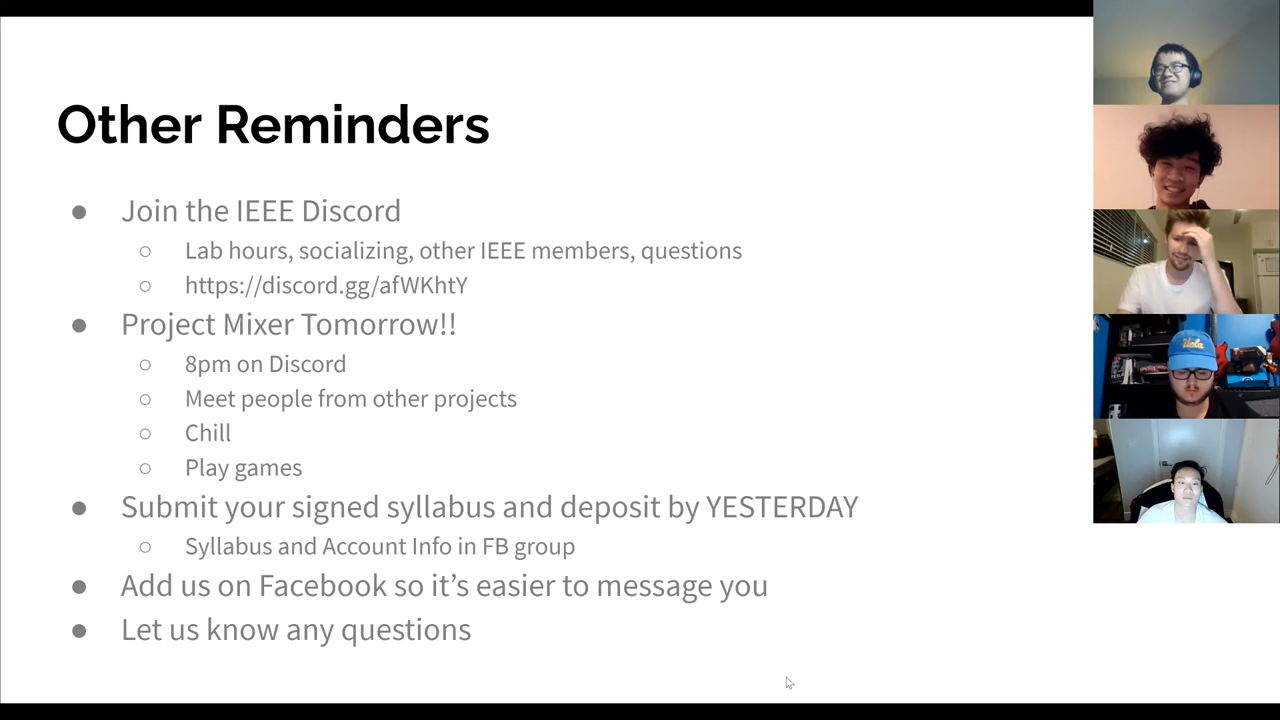 Other Reminders
● Join the IEEE Discord
○ Lab hours, socializing, other IEEE members, questions
○ https://discord.gg/afWKhtY
● Project Mixer Tomorrow!!
○ 8pm on Discord
○ Meet people from other projects
○ Chill
○ Play games
● Submit your signed syllabus and deposit by YESTERDAY
○ Syllabus and Account Info in FB group
● Add us on Facebook so it’s easier to message you
● Let us know any questions
Ucla